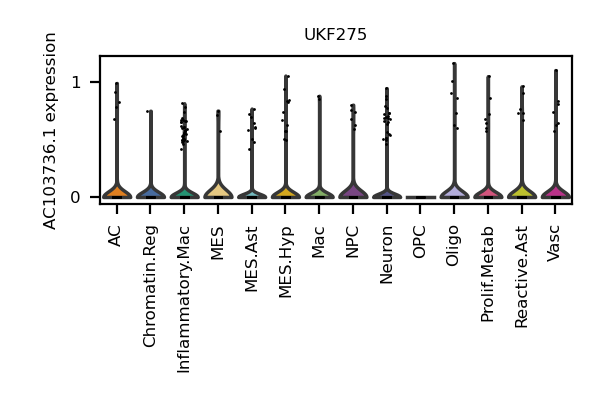 UKF275
AC103736.1 expression
1
0
AC
Chromatin.Reg
Inflammatory.Mac
MES
MES.Ast
MES.Hyp
Mac
NPC
Neuron
OPC
Oligo
Prolif.Metab
Reactive.Ast
Vasc